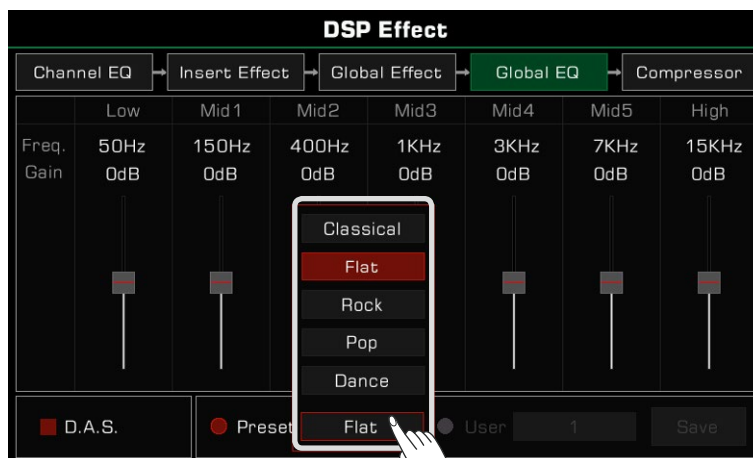 DSP Effect
Channel EQ Insert Effect Global Effect Global EQ Compressor
Low Mid1 Mid2 Mid3 Mid4 Mid5 High
Freq. 50Hz 150Hz 400Hz 1KHz 3KHz 7KHz 15KHz
Gain 0dB 0dB 0dB 0dB 0dB 0dB 0dB
Classical
Flat
Rock
Pop
Dance
D.A.S. Preset Flat User 1 Save